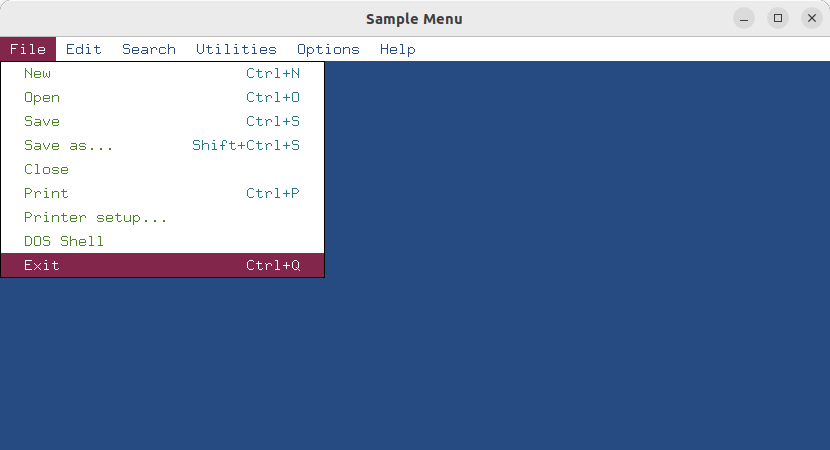 Sample Menu
File Edit Search Utilities Options Help
New Ctrl+N
Open Ctrl+O
Save Ctrl+S
Save as... Shift+Ctrl+S
Close
Print Ctrl+P
Printer setup...
DOS Shell
Exit Ctrl+Q